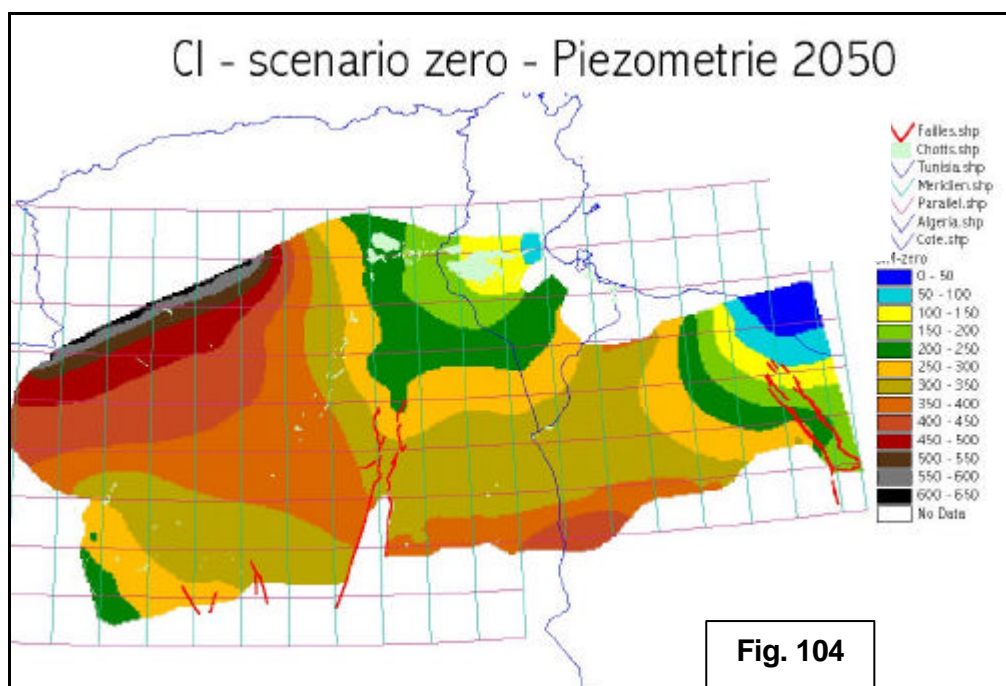 CI - scenario zero - Piezometrie 2050
Failles.shp
Chotts.shp
Tunisia.shp
Meridien.shp
Parallel.shp
Algeria.shp
Cote.shp
0 - 50
50 - 100
100 - 150
150 - 200
200 - 250
250 - 300
300 - 350
350 - 400
400 - 450
450 - 500
500 - 550
550 - 600
600 - 650
No Data
Fig. 104